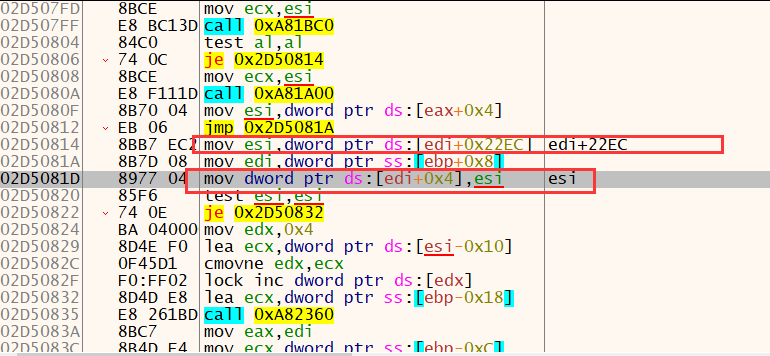 02D507FD 8BCE mov ecx,esi
02D507FF E8 BC13D call 0xA81BC0
02D50804 84C0 test al,al
02D50806 74 0C je 0x2D50814
02D50808 8BCE mov ecx,esi
02D5080A E8 F111D call 0xA81A00
02D5080F 8B70 04 mov esi,dword ptr ds:[eax+0x4]
02D50812 EB 06 jmp 0x2D5081A
02D50814 8BB7 EC2 mov esi,dword ptr ds:[edi+0x22EC] edi+22EC
02D5081A 8B7D 08 mov edi,dword ptr ss:[ebp+0x8]
02D5081D 8977 04 mov dword ptr ds:[edi+0x4],esi esi
02D50820 85F6 test esi,esi
02D50822 74 0E je 0x2D50832
02D50824 BA 04000 mov edx,0x4
02D50829 8D4E F0 lea ecx,dword ptr ds:[esi-0x10]
02D5082C 0F45D1 cmovne edx,ecx
02D5082F F0:FF02 lock inc dword ptr ds:[edx]
02D50832 8D4D E8 lea ecx,dword ptr ss:[ebp-0x18]
02D50835 E8 261BD call 0xA82360
02D5083A 8BC7 mov eax,edi
02D5083C 8B4D F4 mov ecx,dword ptr ss:[ebp-0xC]